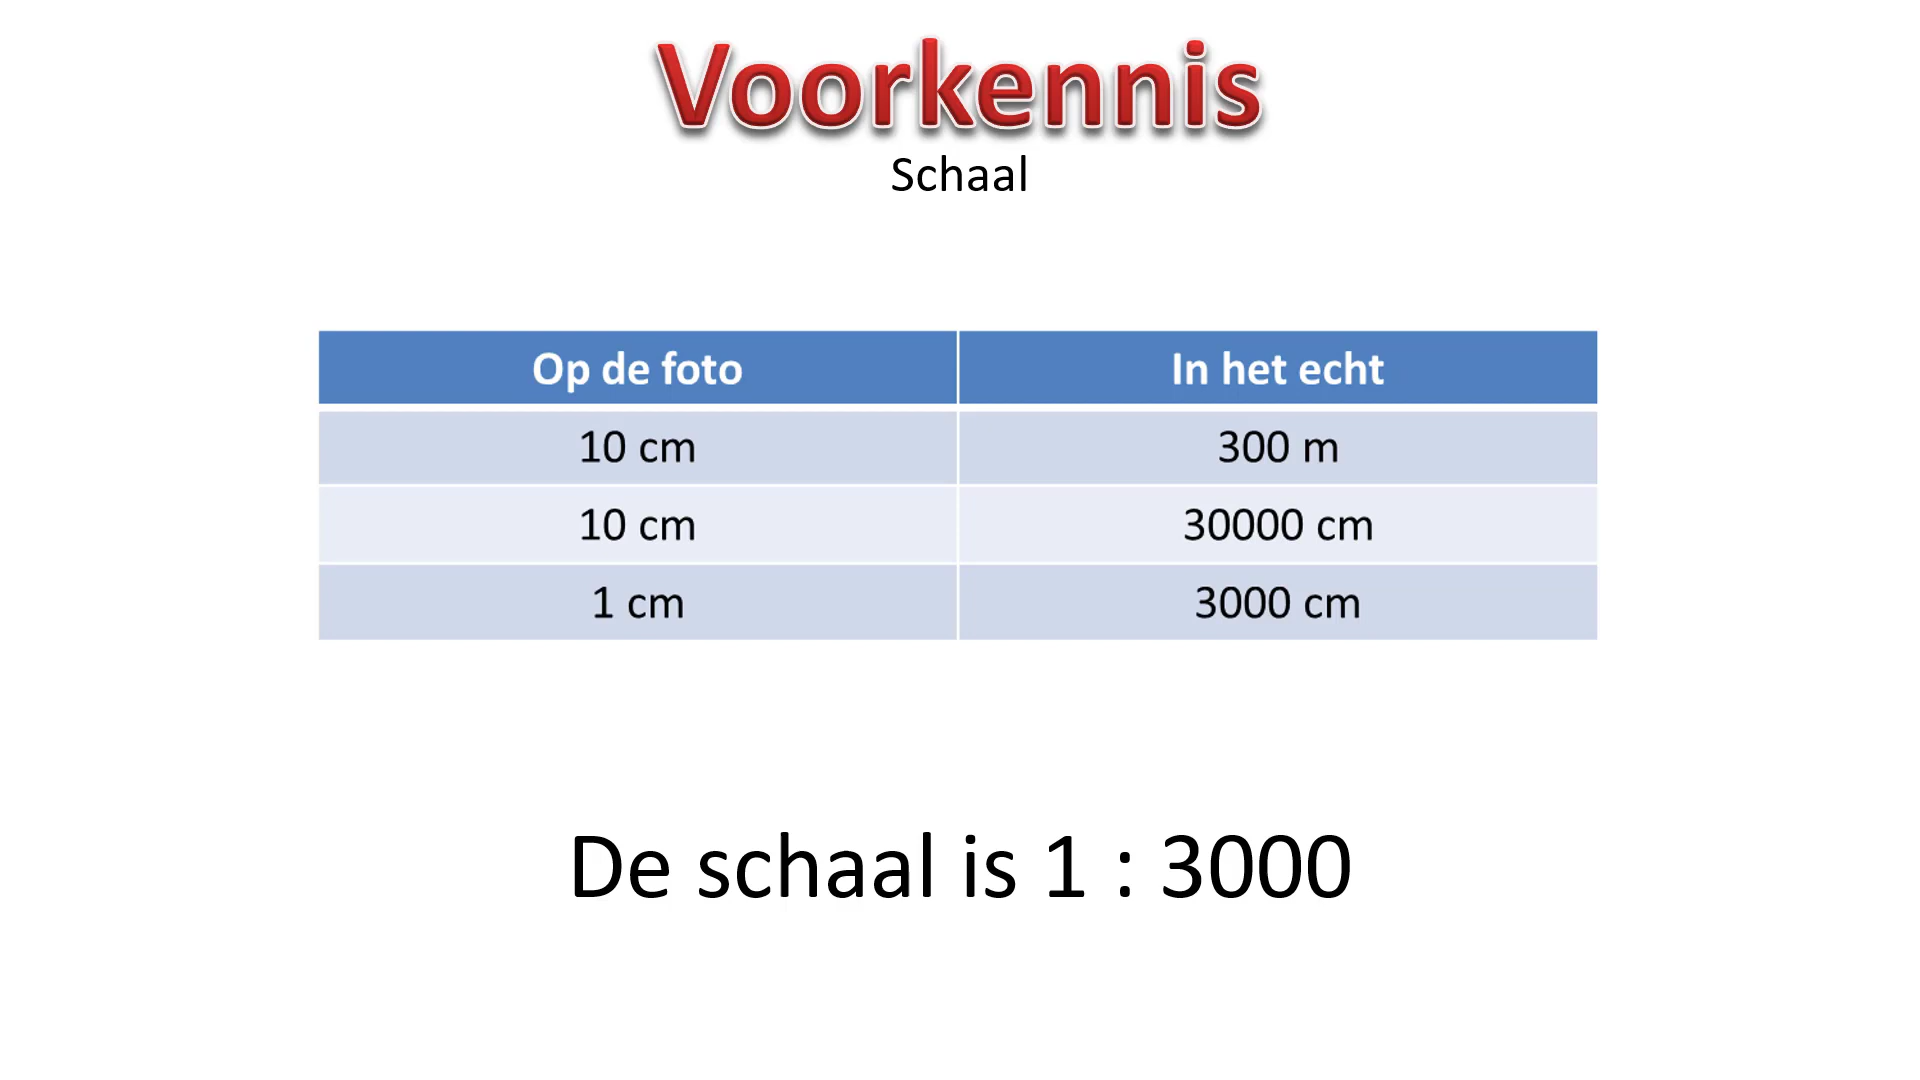 Voorkennis
Schaal
Op de foto In het echt
10 cm 300 m
10 cm 30000 cm
1 cm 3000 cm
De schaal is 1 : 3000